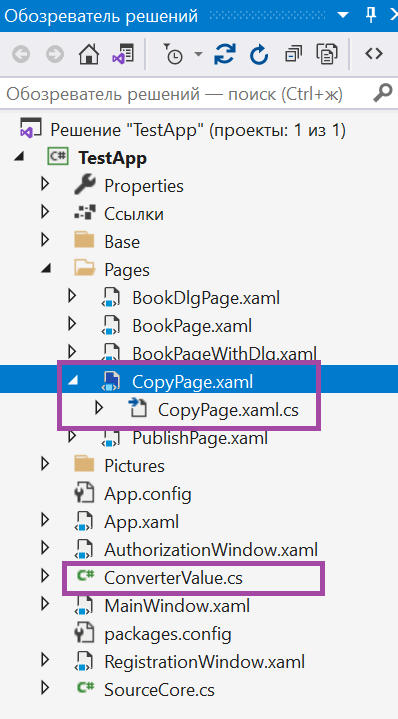 Обозреватель решений
Обозреватель решений — поиск (Ctrl+ж)
Решение "TestApp" (проекты: 1 из 1)
C# TestApp
Properties
Ссылки
Base
Pages
BookDlgPage.xaml
BookPage.xaml
BookPageWithDlg.xaml
CopyPage.xaml
CopyPage.xaml.cs
PublishPage.xaml
Pictures
App.config
App.xaml
AuthorizationWindow.xaml
C# ConverterValue.cs
MainWindow.xaml
packages.config
RegistrationWindow.xaml
C# SourceCore.cs